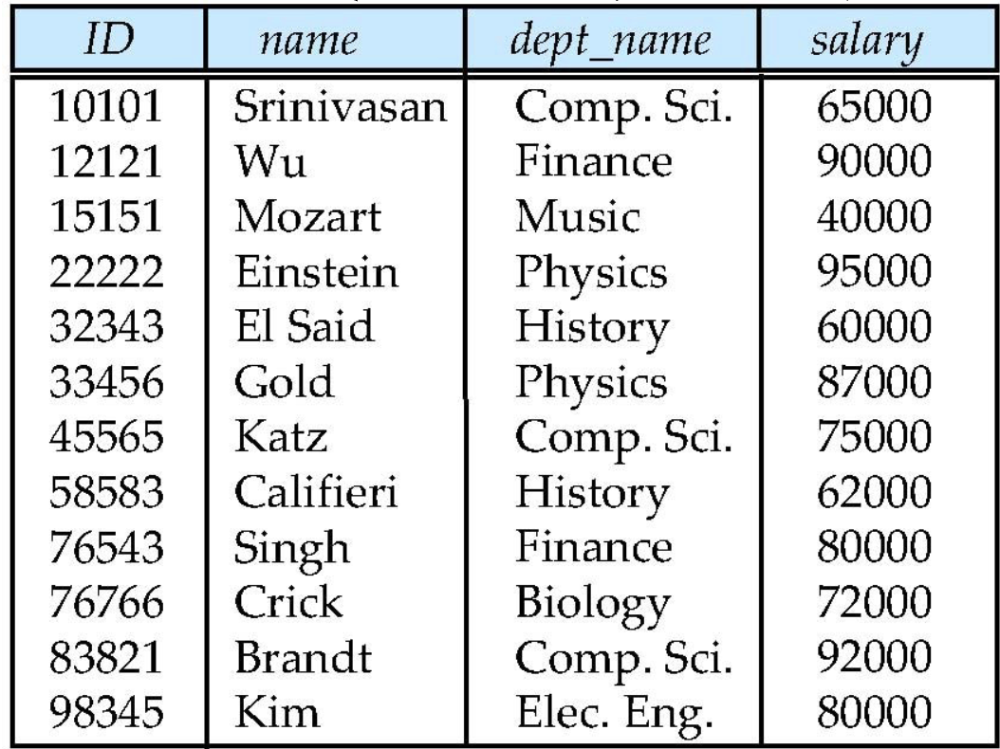 ID name dept_name salary
10101 Srinivasan Comp. Sci. 65000
12121 Wu Finance 90000
15151 Mozart Music 40000
22222 Einstein Physics 95000
32343 El Said History 60000
33456 Gold Physics 87000
45565 Katz Comp. Sci. 75000
58583 Califieri History 62000
76543 Singh Finance 80000
76766 Crick Biology 72000
83821 Brandt Comp. Sci. 92000
98345 Kim Elec. Eng. 80000